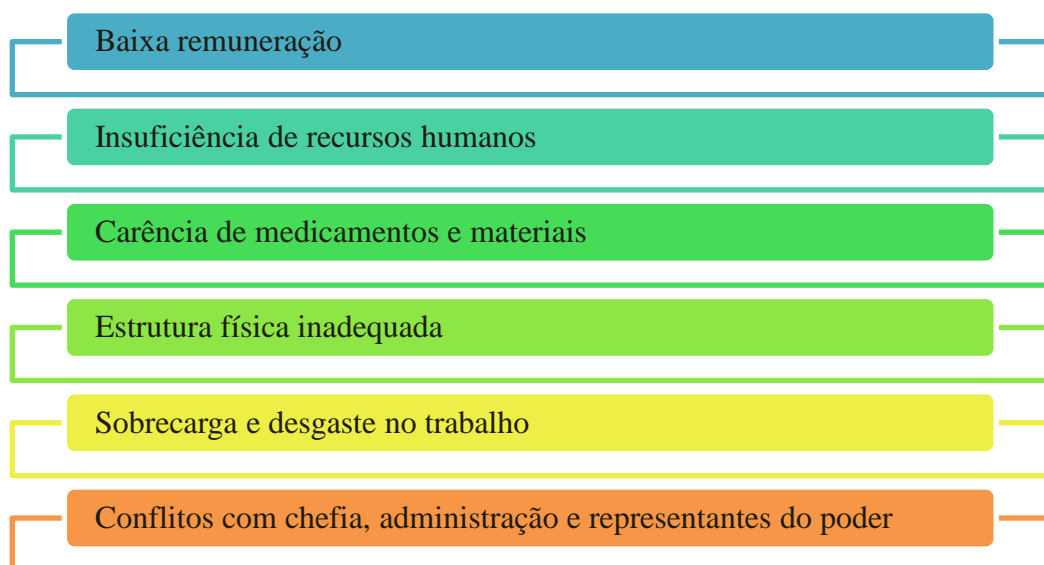 Baixa remuneração
Insuficiência de recursos humanos
Carência de medicamentos e materiais
Estrutura física inadequada
Sobrecarga e desgaste no trabalho
Conflitos com chefia, administração e representantes do poder